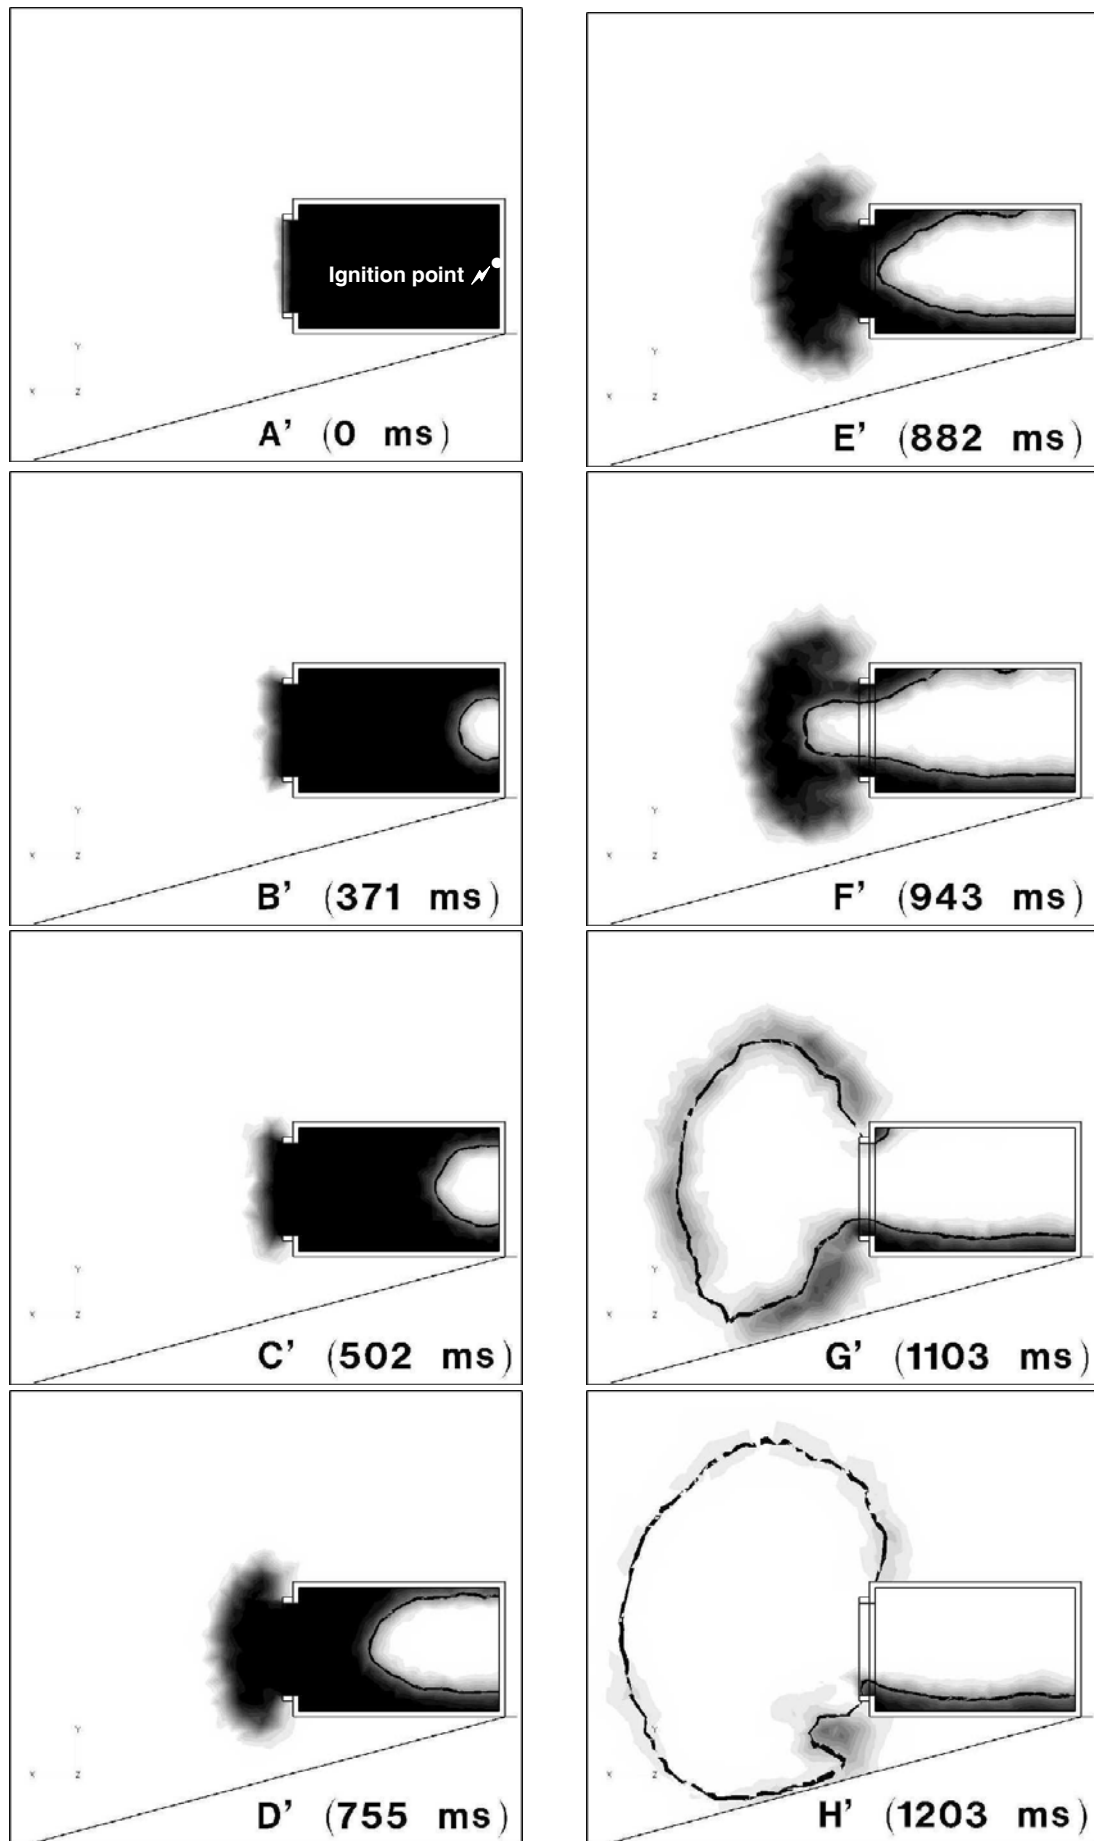 Ignition point
Y
X Z
A’ (0 ms)
Y
X Z
B’ (371 ms)
Y
X Z
C’ (502 ms)
Y
X Z
D’ (755 ms)
Y
X Z
E’ (882 ms)
Y
X Z
F’ (943 ms)
Y
X Z
G’ (1103 ms)
Y
X Z
H’ (1203 ms)